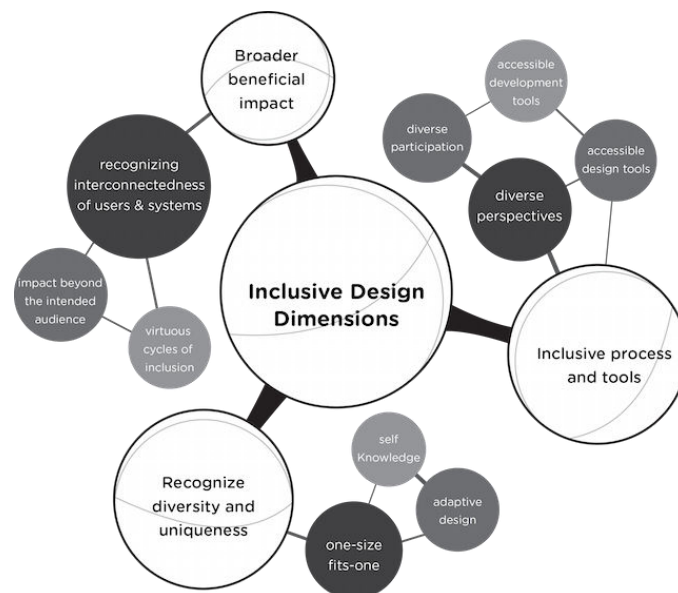 Broader
beneficial
impact
recognizing
interconnectedness
of users & systems
impact beyond
the intended
audience
virtuous
cycles of
inclusion
accessible
development
tools
diverse
participation
accessible
design tools
diverse
perspectives
Inclusive Design
Dimensions
Inclusive process
and tools
Recognize
diversity and
uniqueness
self
Knowledge
adaptive
design
one-size
fits-one